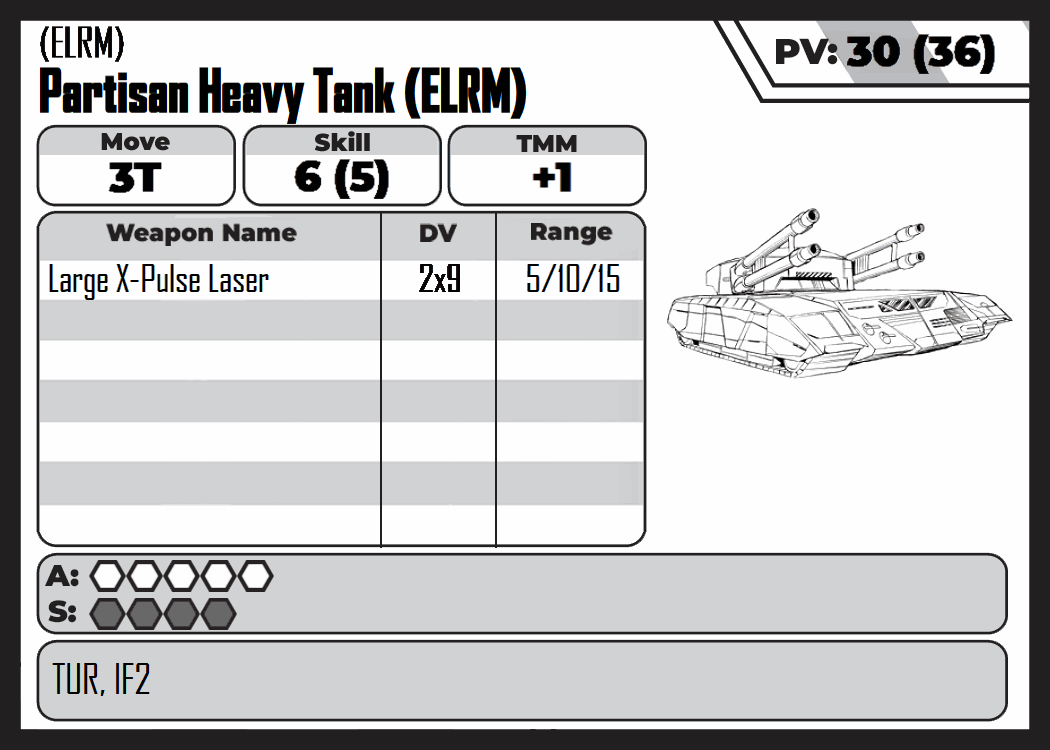 (ELRM)
PV: 30 (36)
Partisan Heavy Tank (ELRM)
Move Skill TMM
3T 6 (5) +1
Weapon Name DV Range
Large X-Pulse Laser 2x9 5/10/15
A:
S:
TUR, IF2